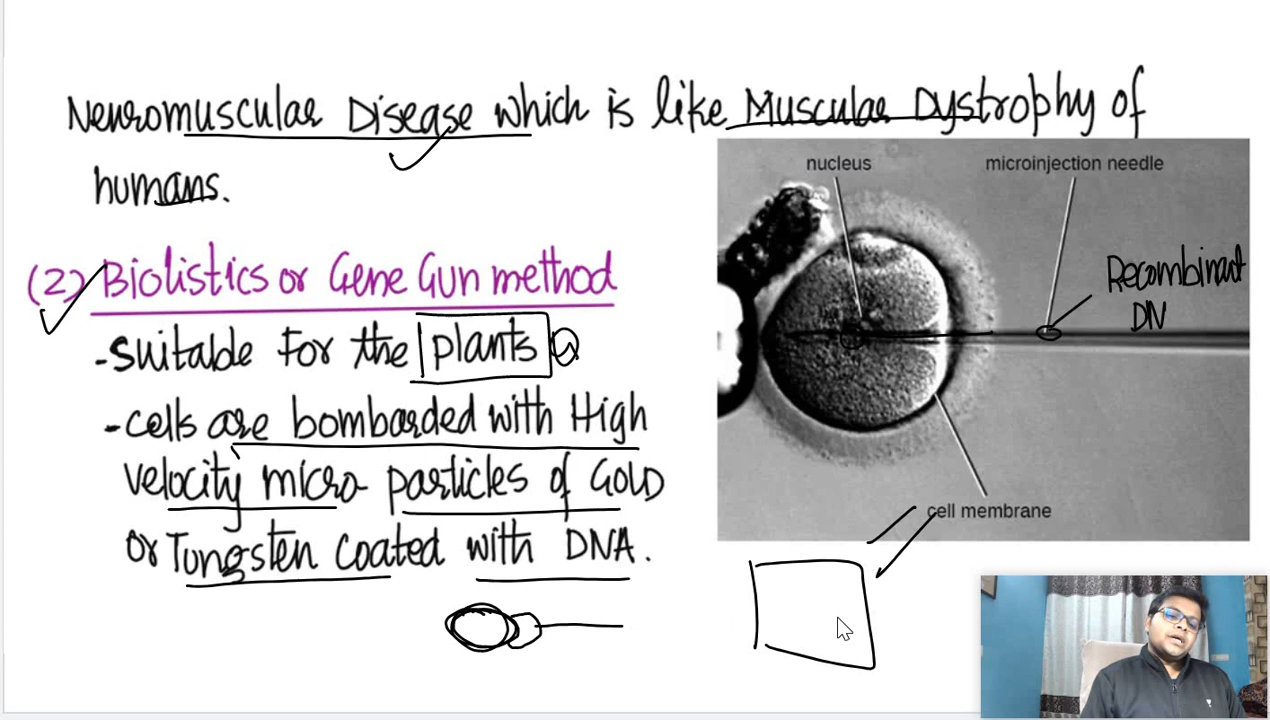 Neuromuscular Disease which is like Muscular Dystrophy of
humans.
(2) Biolistics or Gene Gun method
- Suitable For the plants
- cells are bombarded with High
velocity micro particles of GOLD
or Tungsten coated with DNA.
nucleus
microinjection needle
Recombinant
DN
cell membrane